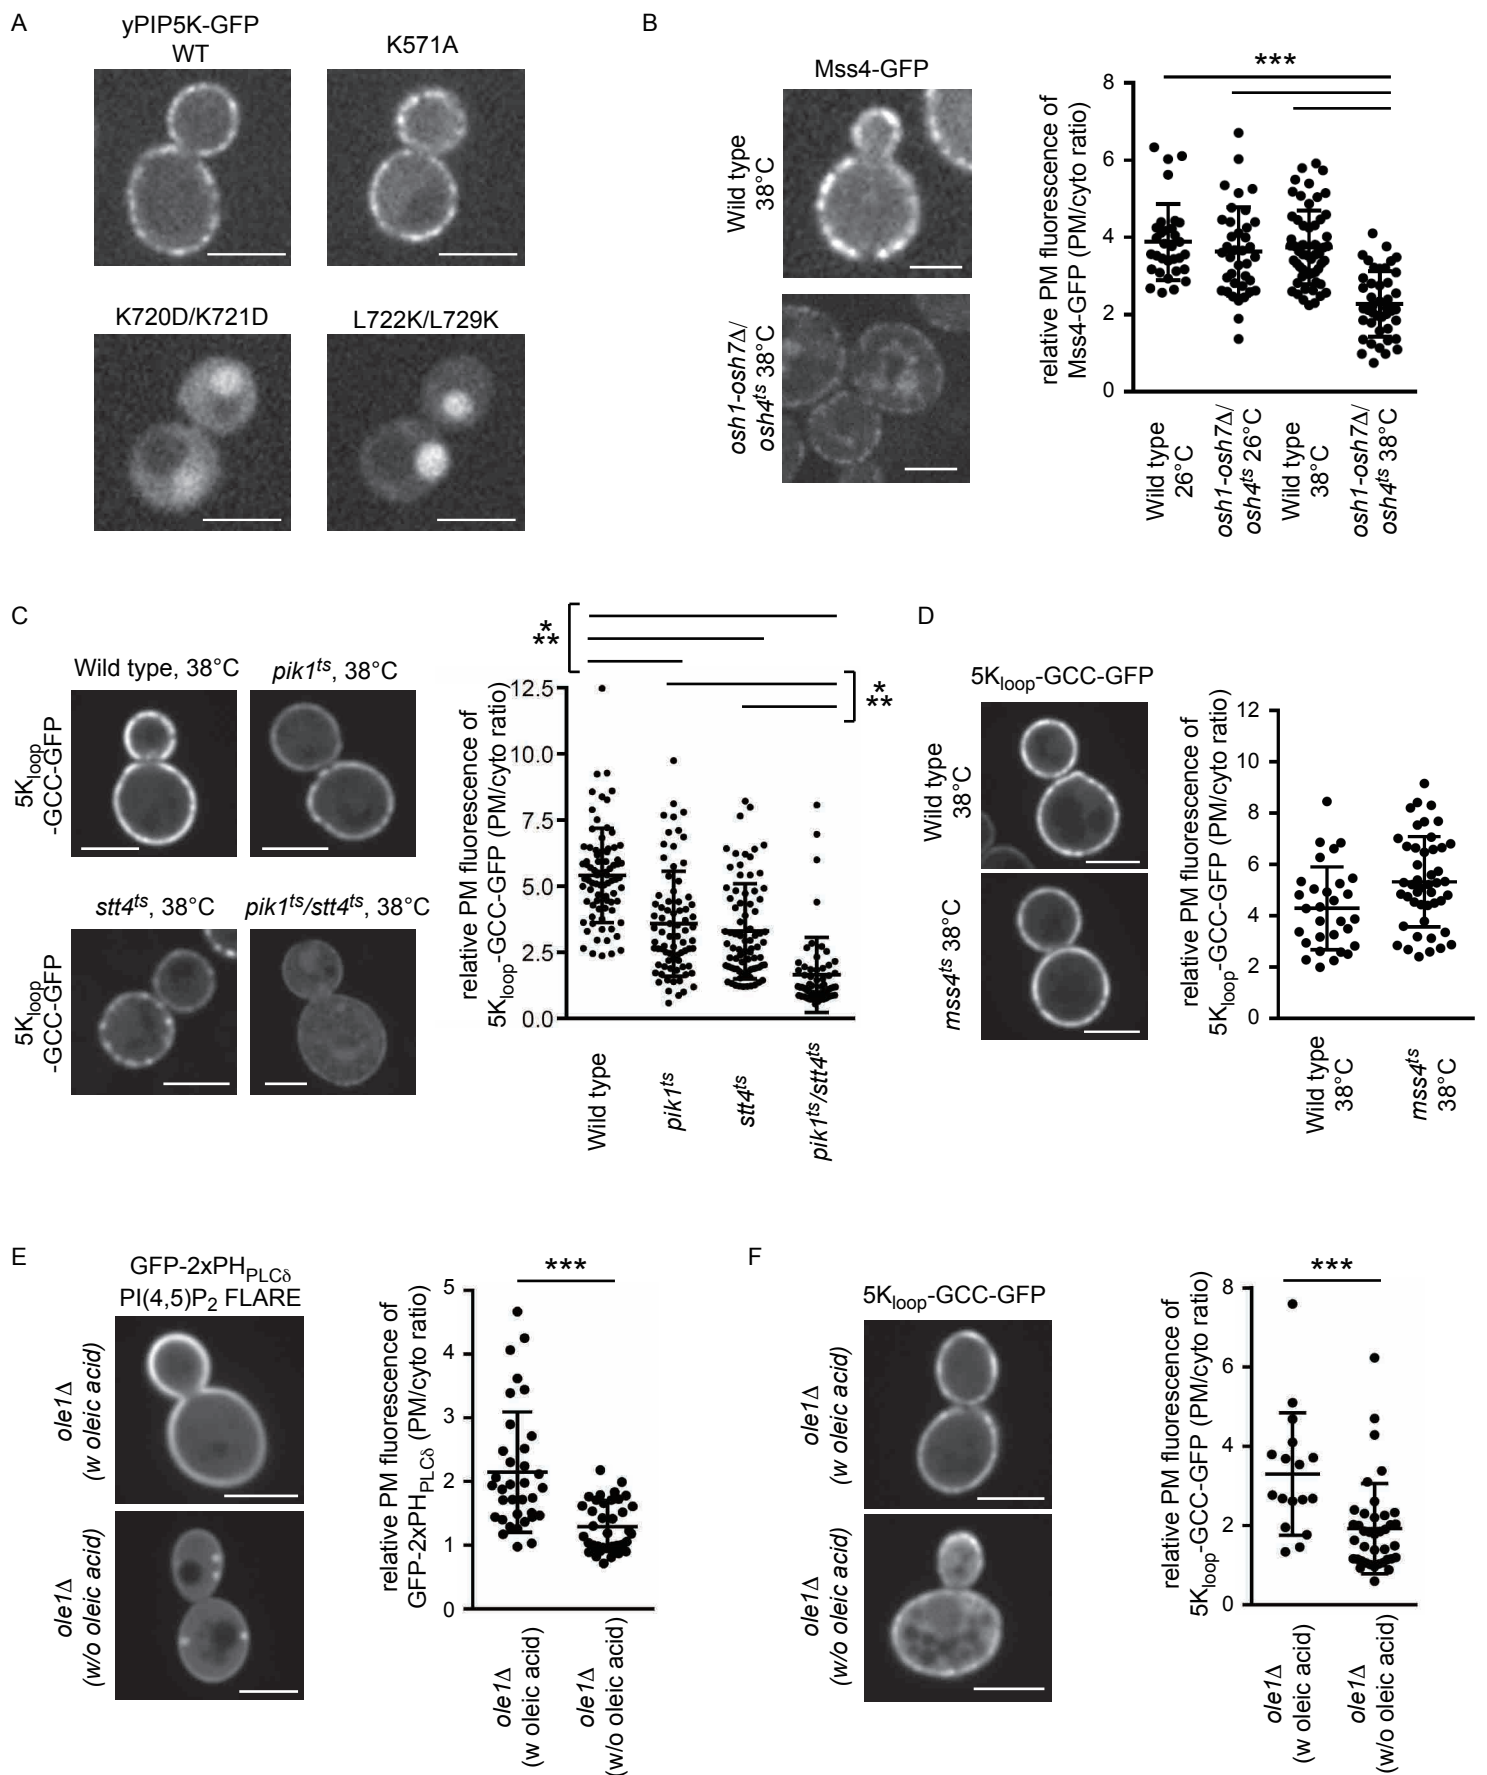 A
yPIP5K-GFP
WT
K571A
K720D/K721D
L722K/L729K
B
Mss4-GFP
Wild type
38°C
osh1-osh7Δ/
osh4ts 38°C
relative PM fluorescence of
Mss4-GFP (PM/cyto ratio)
8
6
4
2
0
***
Wild type
26°C
osh1-osh7Δ/
osh4ts 26°C
Wild type
38°C
osh1-osh7Δ/
osh4ts 38°C
C
Wild type, 38°C
pik1ts, 38°C
5Kloop
-GCC-GFP
stt4ts, 38°C
pik1ts/stt4ts, 38°C
5Kloop
-GCC-GFP
*
**
*
**
relative PM fluorescence of
5Kloop-GCC-GFP (PM/cyto ratio)
12.5
10.0
7.5
5.0
2.5
0.0
Wild type
pik1ts
stt4ts
pik1ts/stt4ts
D
5Kloop-GCC-GFP
Wild type
38°C
mss4ts 38°C
relative PM fluorescence of
5Kloop-GCC-GFP (PM/cyto ratio)
12
10
8
6
4
2
0
Wild type
38°C
mss4ts
38°C
E
GFP-2xPHPLCδ
PI(4,5)P2 FLARE
ole1Δ
(w oleic acid)
ole1Δ
(w/o oleic acid)
relative PM fluorescence of
GFP-2xPHPLCδ (PM/cyto ratio)
5
4
3
2
1
0
***
ole1Δ
(w oleic acid)
ole1Δ
(w/o oleic acid)
F
5Kloop-GCC-GFP
ole1Δ
(w oleic acid)
ole1Δ
(w/o oleic acid)
relative PM fluorescence of
5Kloop-GCC-GFP (PM/cyto ratio)
8
6
4
2
0
***
ole1Δ
(w oleic acid)
ole1Δ
(w/o oleic acid)